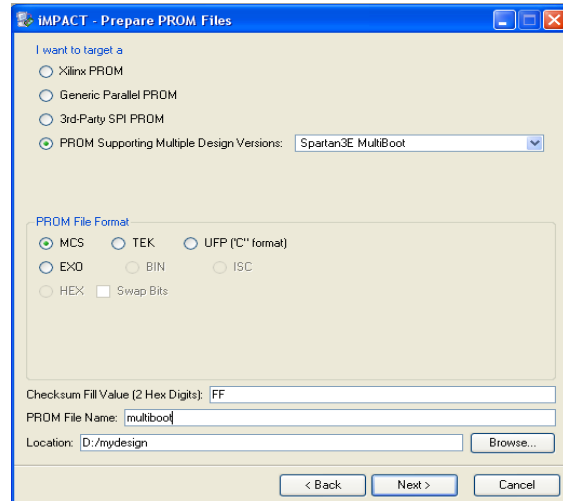 iMPACT - Prepare PROM Files
I want to target a
Xilinx PROM
Generic Parallel PROM
3rd-Party SPI PROM
PROM Supporting Multiple Design Versions: Spartan3E MultiBoot
PROM File Format
MCS TEK UFP ("C" format)
EXO BIN ISC
HEX Swap Bits
Checksum Fill Value (2 Hex Digits): FF
PROM File Name: multiboot
Location: D:/mydesign Browse...
< Back Next > Cancel